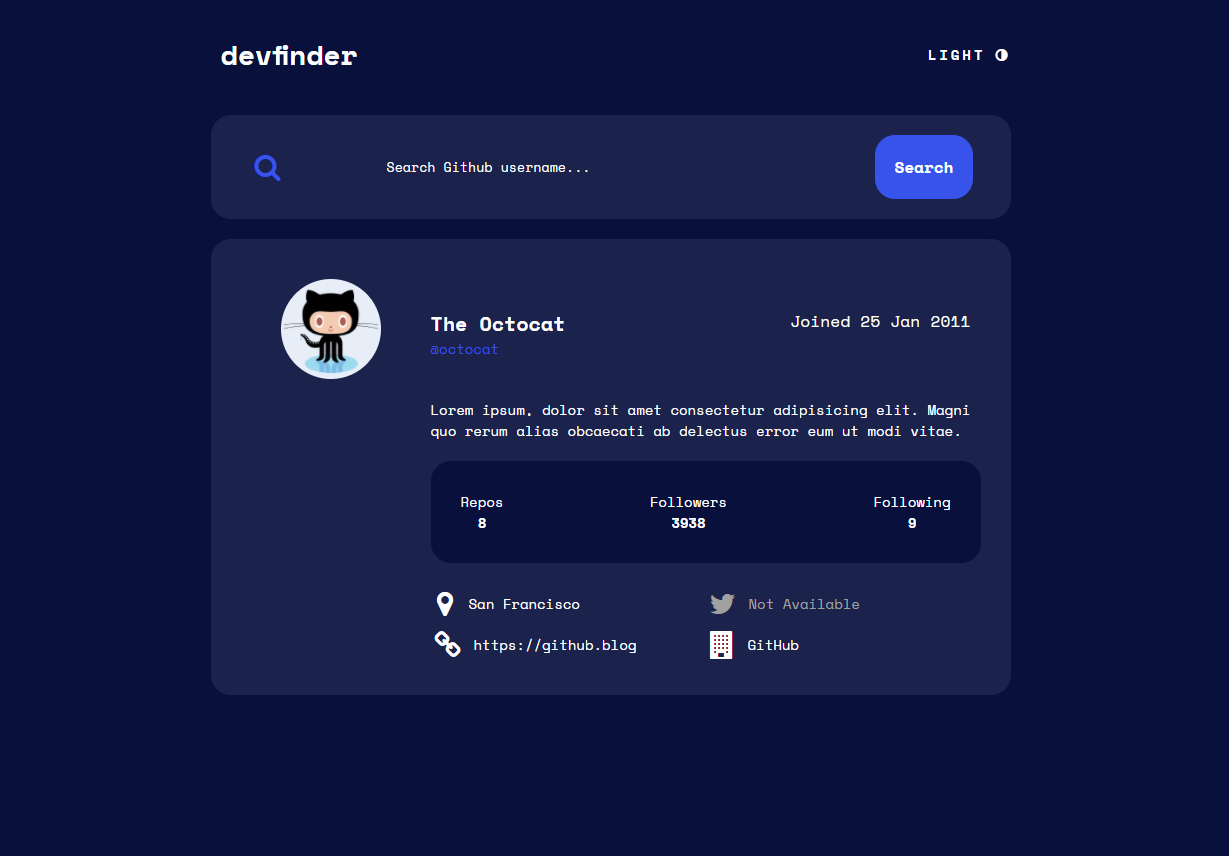 devfinder
LIGHT
Search Github username...
Search
The Octocat
Joined 25 Jan 2011
@octocat
Lorem ipsum, dolor sit amet consectetur adipisicing elit. Magni
quo rerum alias obcaecati ab delectus error eum ut modi vitae.
Repos
Followers
Following
8
3938
9
San Francisco
Not Available
https://github.blog
GitHub